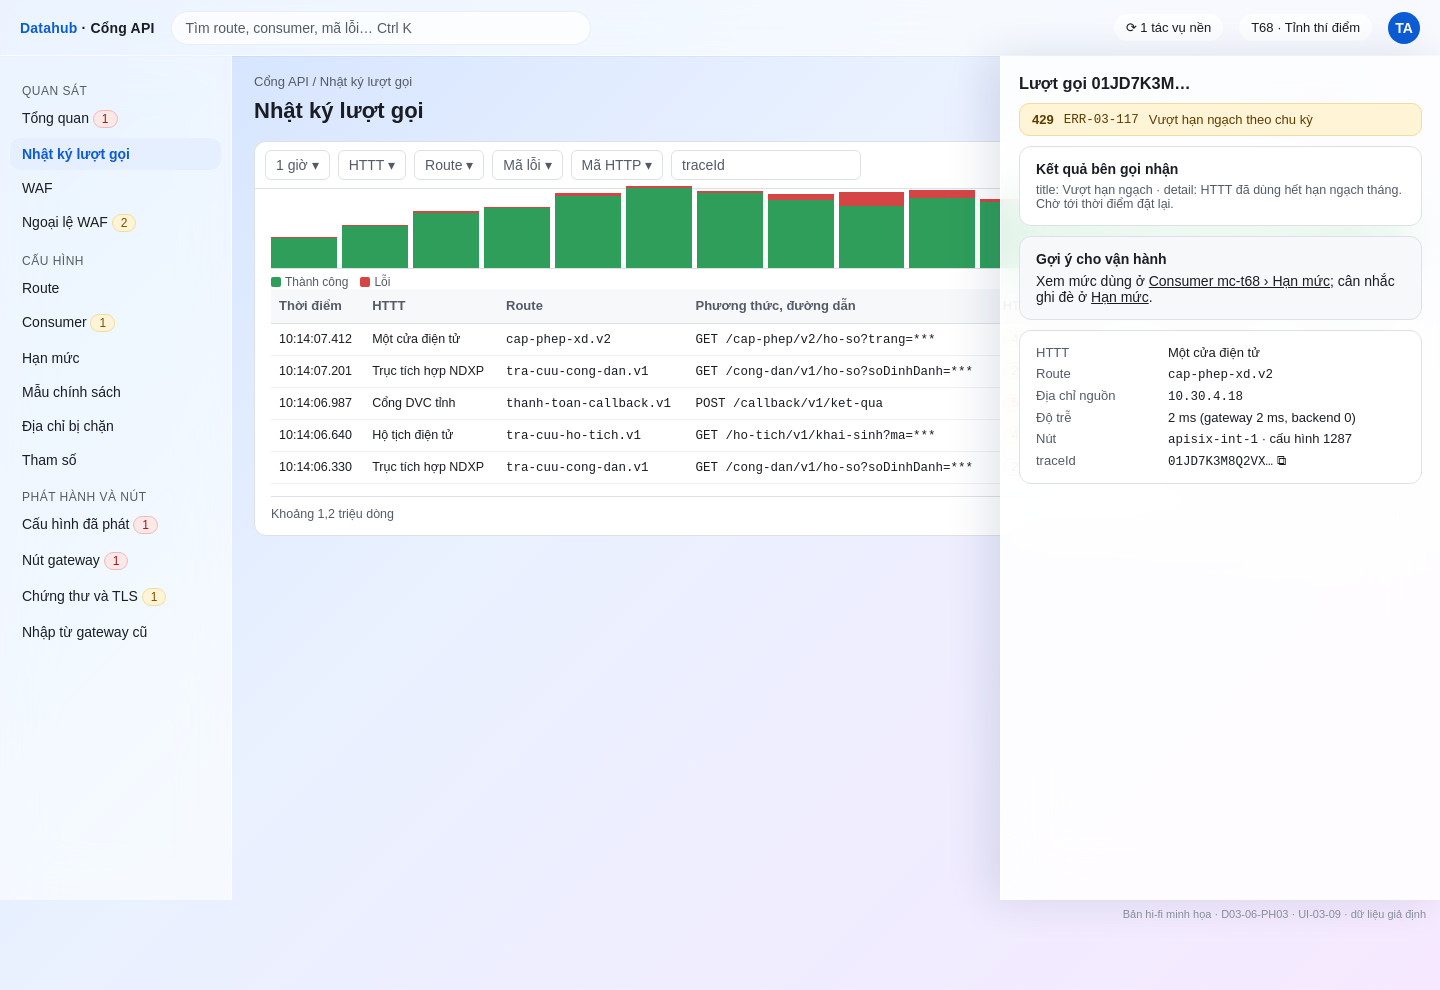 Datahub · Cổng API
Tìm route, consumer, mã lỗi… Ctrl K
⟳ 1 tác vụ nền
T68 · Tỉnh thí điểm
TA
QUAN SÁT
Tổng quan 1
Nhật ký lượt gọi
WAF
Ngoại lệ WAF 2
CẤU HÌNH
Route
Consumer 1
Hạn mức
Mẫu chính sách
Địa chỉ bị chặn
Tham số
PHÁT HÀNH VÀ NÚT
Cấu hình đã phát 1
Nút gateway 1
Chứng thư và TLS 1
Nhập từ gateway cũ
Cổng API / Nhật ký lượt gọi
Nhật ký lượt gọi
1 giờ ▾ HTTT ▾ Route ▾ Mã lỗi ▾ Mã HTTP ▾ traceId
Thành công Lỗi
Thời điểm HTTT Route Phương thức, đường dẫn
10:14:07.412 Một cửa điện tử cap-phep-xd.v2 GET /cap-phep/v2/ho-so?trang=***
10:14:07.201 Trục tích hợp NDXP tra-cuu-cong-dan.v1 GET /cong-dan/v1/ho-so?soDinhDanh=***
10:14:06.987 Cổng DVC tỉnh thanh-toan-callback.v1 POST /callback/v1/ket-qua
10:14:06.640 Hộ tịch điện tử tra-cuu-ho-tich.v1 GET /ho-tich/v1/khai-sinh?ma=***
10:14:06.330 Trục tích hợp NDXP tra-cuu-cong-dan.v1 GET /cong-dan/v1/ho-so?soDinhDanh=***
Khoảng 1,2 triệu dòng
Lượt gọi 01JD7K3M…
429 ERR-03-117 Vượt hạn ngạch theo chu kỳ
Kết quả bên gọi nhận
title: Vượt hạn ngạch · detail: HTTT đã dùng hết hạn ngạch tháng.
Chờ tới thời điểm đặt lại.
Gợi ý cho vận hành
Xem mức dùng ở Consumer mc-t68 › Hạn mức; cân nhắc
ghi đè ở Hạn mức.
HTTT Một cửa điện tử
Route cap-phep-xd.v2
Địa chỉ nguồn 10.30.4.18
Độ trễ 2 ms (gateway 2 ms, backend 0)
Nút apisix-int-1 · cấu hình 1287
traceId 01JD7K3M8Q2VX… ⧉
Bản hi-fi minh họa · D03-06-PH03 · UI-03-09 · dữ liệu giả định